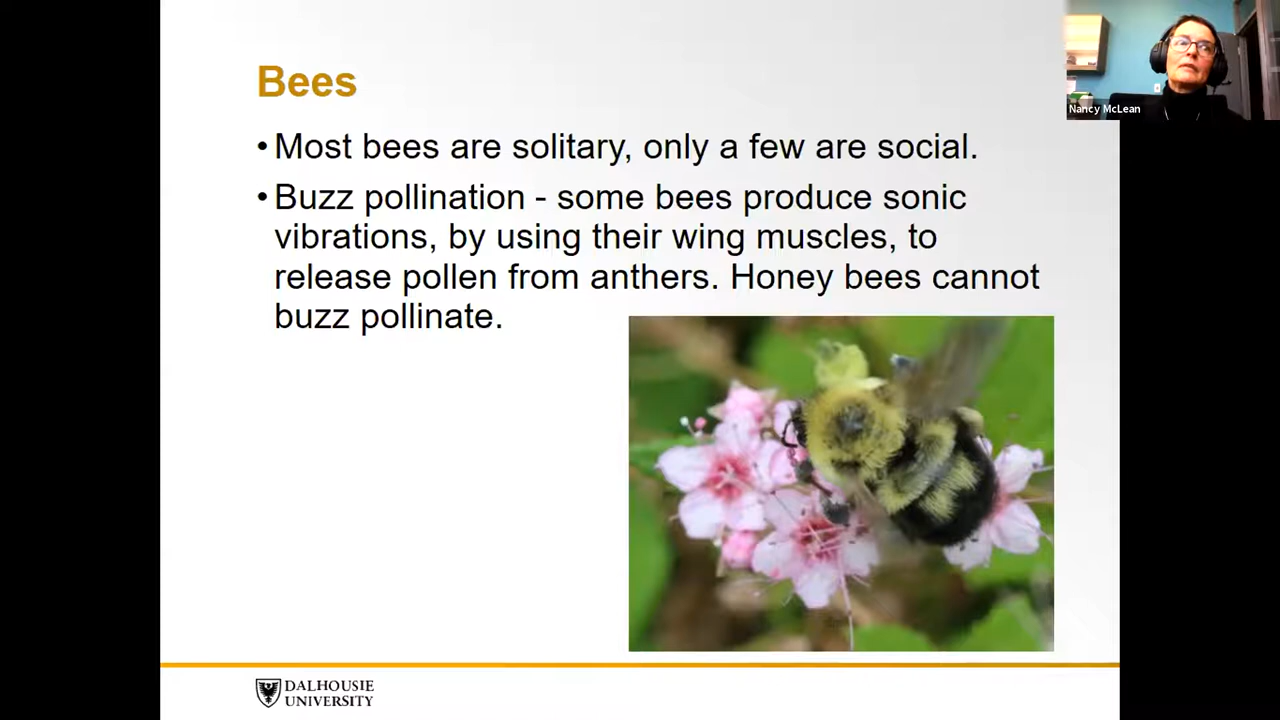 Bees
• Most bees are solitary, only a few are social.
• Buzz pollination - some bees produce sonic
vibrations, by using their wing muscles, to
release pollen from anthers. Honey bees cannot
buzz pollinate.
Nancy McLean
DALHOUSIE
UNIVERSITY